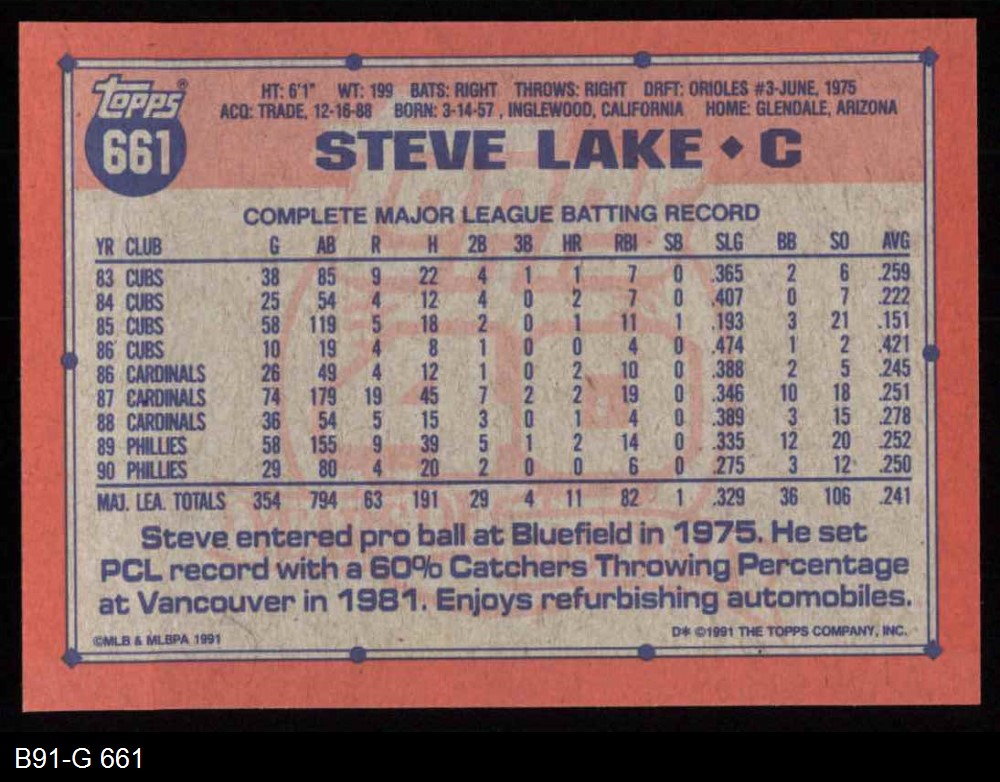 topps®
661
HT: 6'1" WT: 199 BATS: RIGHT THROWS: RIGHT DRFT: ORIOLES #3-JUNE, 1975
ACQ: TRADE, 12-16-88 BORN: 3-14-57 , INGLEWOOD, CALIFORNIA HOME: GLENDALE, ARIZONA
STEVE LAKE ◆ C
COMPLETE MAJOR LEAGUE BATTING RECORD
YR CLUB G AB R H 2B 3B HR RBI SB SLG BB SO AVG
83 CUBS 38 85 9 22 4 1 1 7 0 .365 2 6 .259
84 CUBS 25 54 4 12 4 0 2 7 0 .407 0 7 .222
85 CUBS 58 119 5 18 2 0 1 11 1 .193 3 21 .151
86 CUBS 10 19 4 8 1 0 0 4 0 .474 1 2 .421
86 CARDINALS 26 49 4 12 1 0 2 10 0 .388 2 5 .245
87 CARDINALS 74 179 19 45 7 2 2 19 0 .346 10 18 .251
88 CARDINALS 36 54 5 15 3 0 1 4 0 .389 3 15 .278
89 PHILLIES 58 155 9 39 5 1 2 14 0 .335 12 20 .252
90 PHILLIES 29 80 4 20 2 0 0 6 0 .275 3 12 .250
MAJ. LEA. TOTALS 354 794 63 191 29 4 11 82 1 .329 36 106 .241
Steve entered pro ball at Bluefield in 1975. He set
PCL record with a 60% Catchers Throwing Percentage
at Vancouver in 1981. Enjoys refurbishing automobiles.
©MLB & MLBPA 1991
D* ©1991 THE TOPPS COMPANY, INC.
B91-G 661